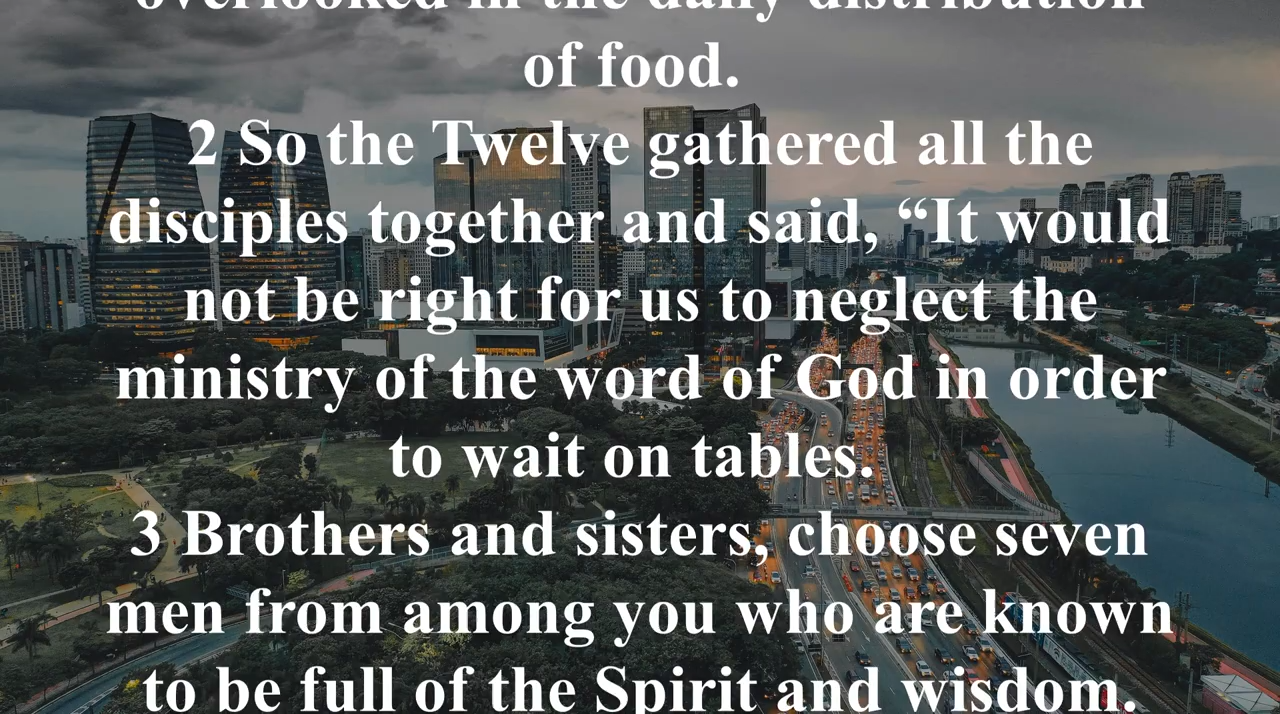 overlooked in the daily distribution
of food.
2 So the Twelve gathered all the
disciples together and said, “It would
not be right for us to neglect the
ministry of the word of God in order
to wait on tables.
3 Brothers and sisters, choose seven
men from among you who are known
to be full of the Spirit and wisdom.